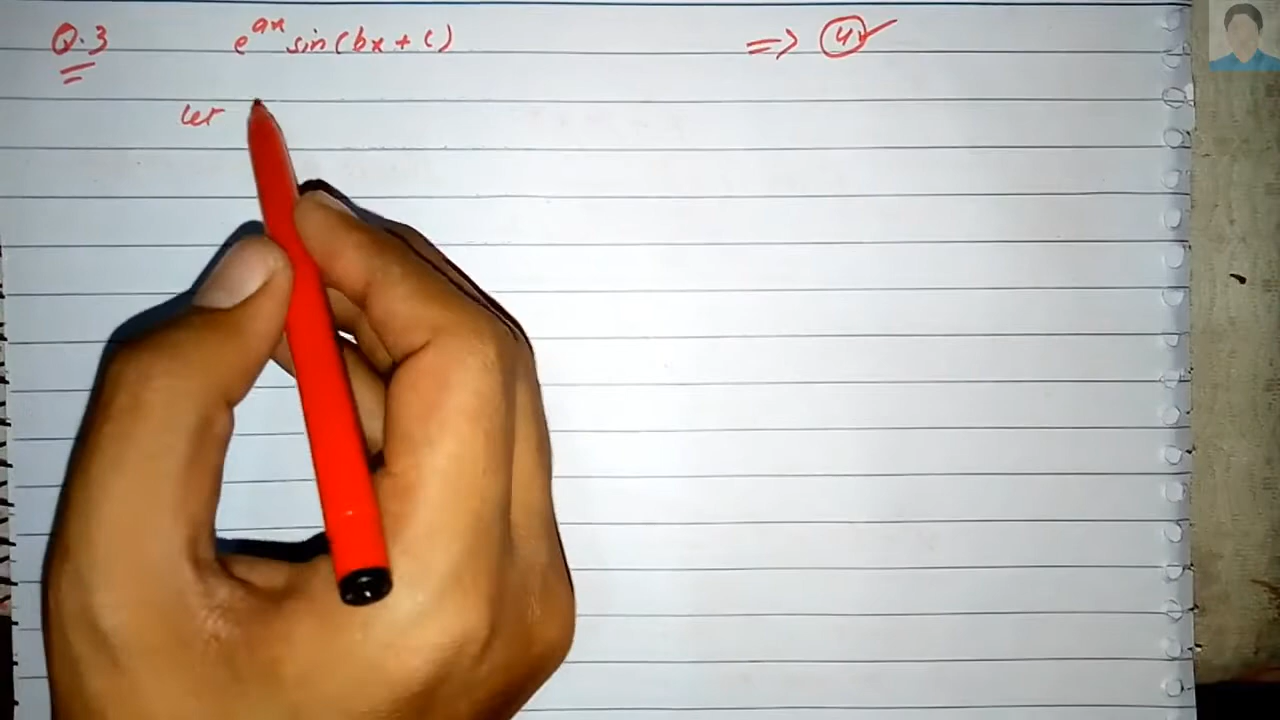 Q.3 e^{ax} sin(bx + c) => 4
Let